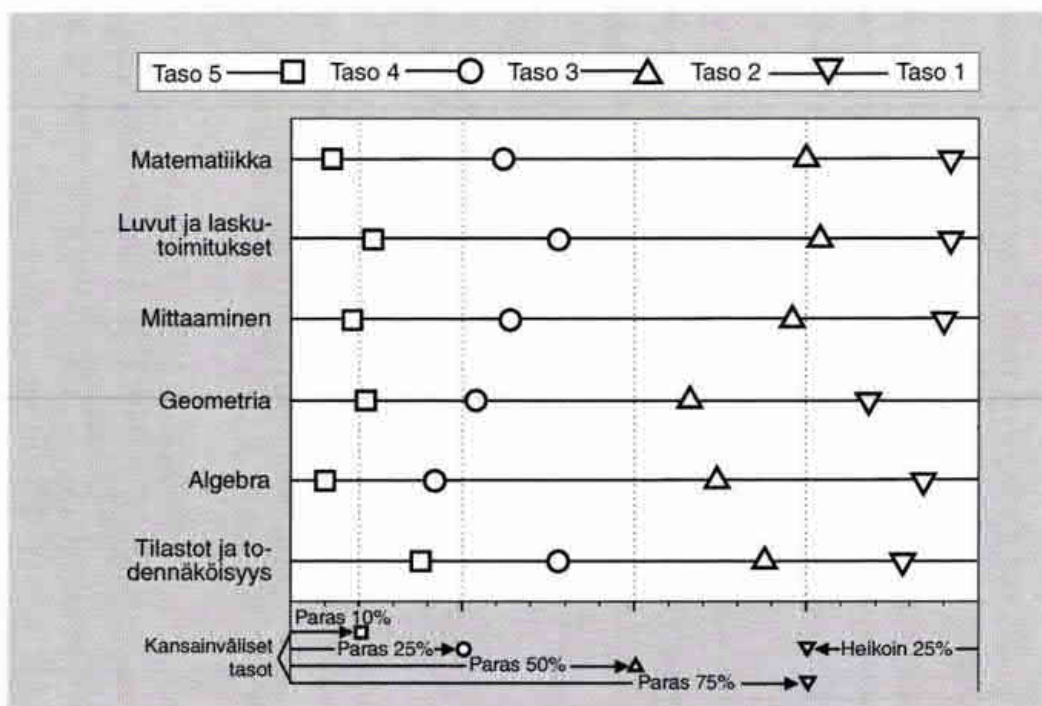 Taso 5 Taso 4 Taso 3 Taso 2 Taso 1
Matematiikka
Luvut ja lasku-
toimitukset
Mittaaminen
Geometria
Algebra
Tilastot ja to-
dennäköisyys
Paras 10%
Kansainväliset
tasot
Paras 25%
Heikoin 25%
Paras 50%
Paras 75%